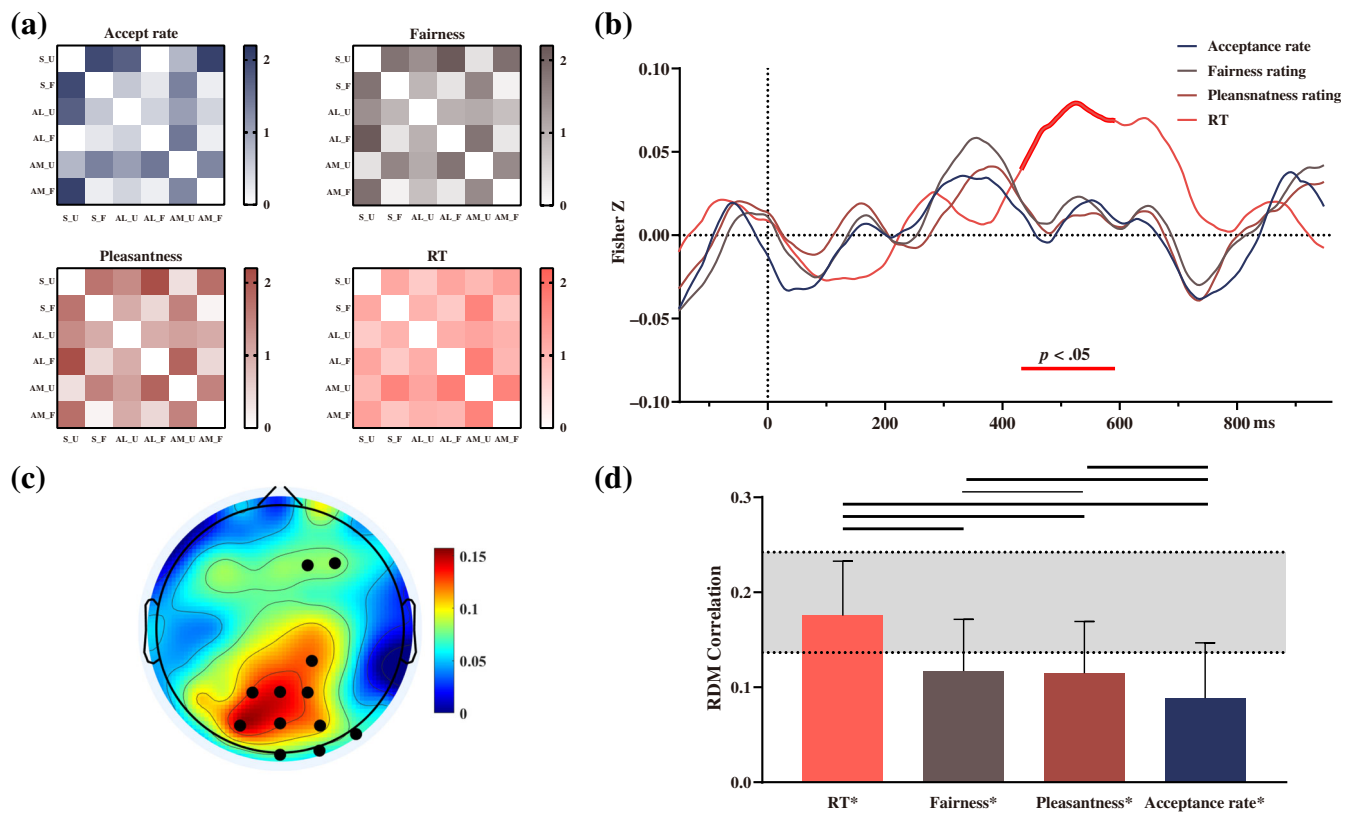 (a)
Accept rate
S_U
S_F
AL_U
AL_F
AM_U
AM_F
S_U S_F AL_U AL_F AM_U AM_F
2
1
0
Fairness
S_U
S_F
AL_U
AL_F
AM_U
AM_F
S_U S_F AL_U AL_F AM_U AM_F
2
1
0
Pleasantness
S_U
S_F
AL_U
AL_F
AM_U
AM_F
S_U S_F AL_U AL_F AM_U AM_F
2
1
0
RT
S_U
S_F
AL_U
AL_F
AM_U
AM_F
S_U S_F AL_U AL_F AM_U AM_F
2
1
0
(b)
Acceptance rate
Fairness rating
Pleansnatness rating
RT
Fisher Z
0.10
0.05
0.00
−0.05
−0.10
p < .05
0 200 400 600 800 ms
(c)
0.15
0.1
0.05
0
(d)
RDM Correlation
0.3
0.2
0.1
0.0
RT* Fairness* Pleasantness* Acceptance rate*